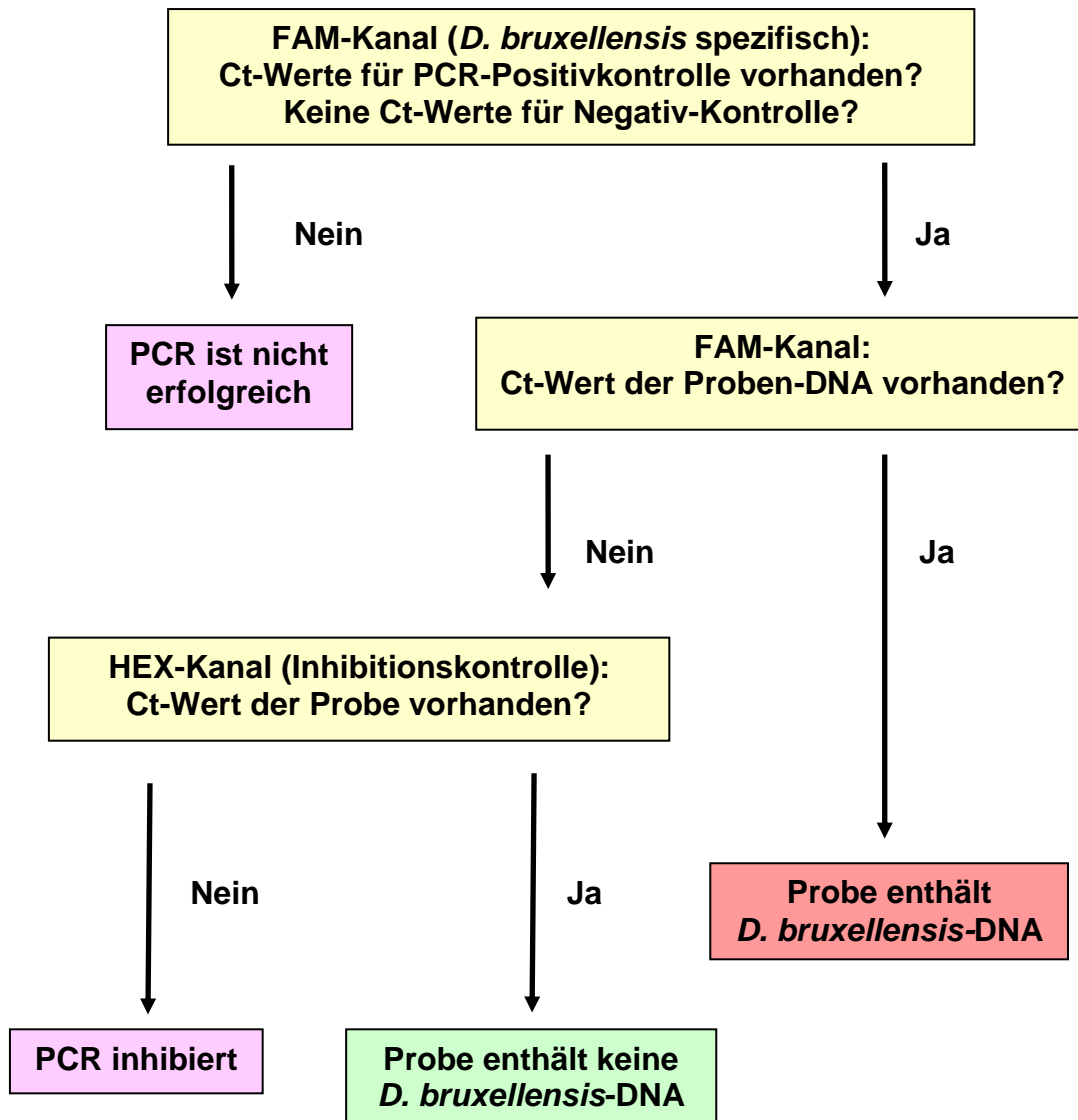 FAM-Kanal (D. bruxellensis spezifisch):
Ct-Werte für PCR-Positivkontrolle vorhanden?
Keine Ct-Werte für Negativ-Kontrolle?
Nein
Ja
PCR ist nicht
erfolgreich
FAM-Kanal:
Ct-Wert der Proben-DNA vorhanden?
Nein
Ja
HEX-Kanal (Inhibitionskontrolle):
Ct-Wert der Probe vorhanden?
Nein
Ja
Probe enthält
D. bruxellensis-DNA
PCR inhibiert
Probe enthält keine
D. bruxellensis-DNA